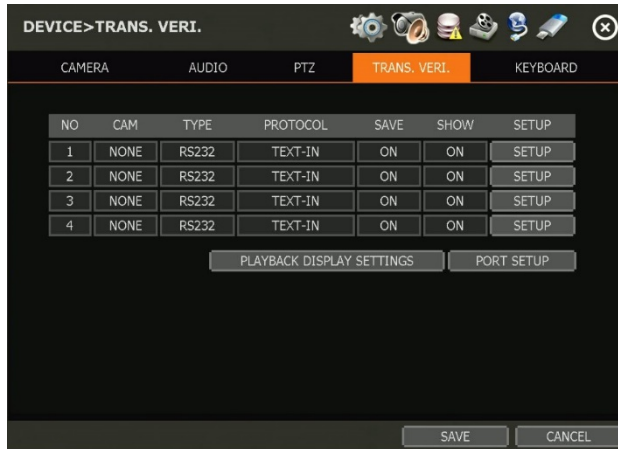 DEVICE>TRANS. VERI.
CAMERA AUDIO PTZ TRANS. VERI. KEYBOARD
NO CAM TYPE PROTOCOL SAVE SHOW SETUP
1 NONE RS232 TEXT-IN ON ON SETUP
2 NONE RS232 TEXT-IN ON ON SETUP
3 NONE RS232 TEXT-IN ON ON SETUP
4 NONE RS232 TEXT-IN ON ON SETUP
PLAYBACK DISPLAY SETTINGS PORT SETUP
SAVE CANCEL